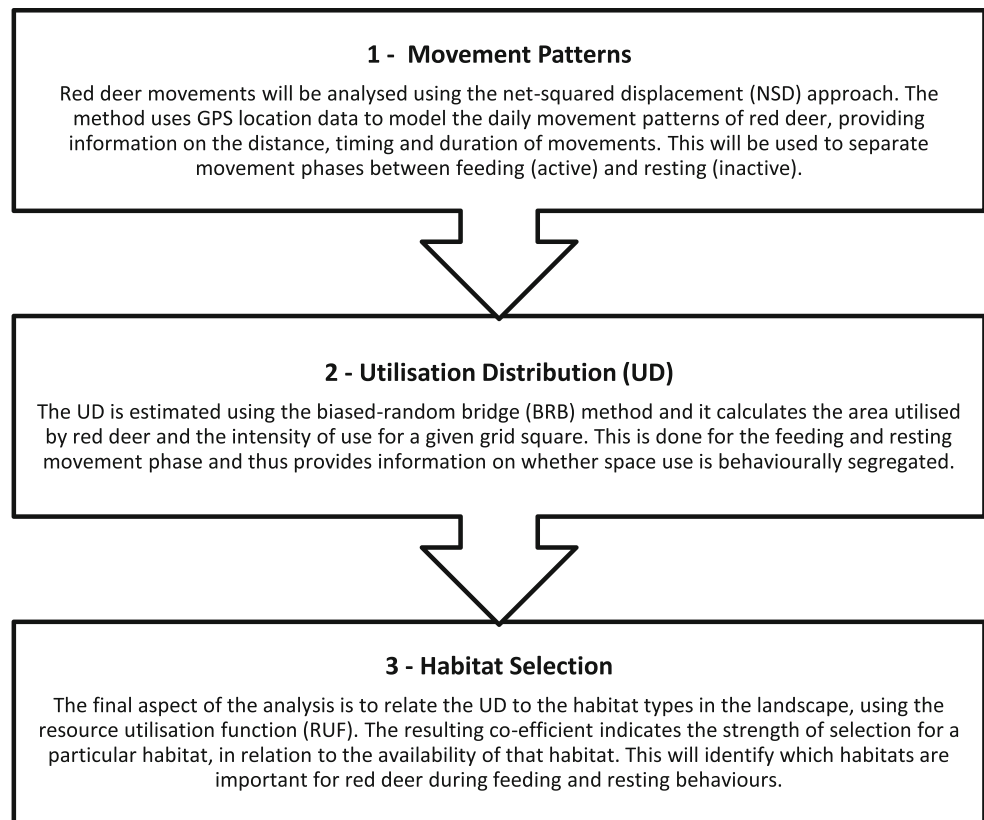 1 - Movement Patterns
Red deer movements will be analysed using the net-squared displacement (NSD) approach. The
method uses GPS location data to model the daily movement patterns of red deer, providing
information on the distance, timing and duration of movements. This will be used to separate
movement phases between feeding (active) and resting (inactive).
2 - Utilisation Distribution (UD)
The UD is estimated using the biased-random bridge (BRB) method and it calculates the area utilised
by red deer and the intensity of use for a given grid square. This is done for the feeding and resting
movement phase and thus provides information on whether space use is behaviourally segregated.
3 - Habitat Selection
The final aspect of the analysis is to relate the UD to the habitat types in the landscape, using the
resource utilisation function (RUF). The resulting co-efficient indicates the strength of selection for a
particular habitat, in relation to the availability of that habitat. This will identify which habitats are
important for red deer during feeding and resting behaviours.